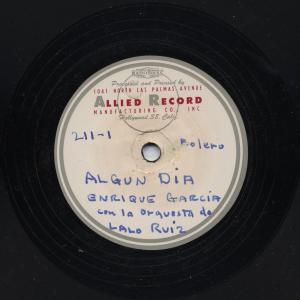 Processed and Pressed by
1041 NORTH LAS PALMAS AVENUE
ALLIED RECORD
MANUFACTURING CO., INC.
Hollywood 38, Calif.
211-1
Bolero
ALGUN DIA
ENRIQUE GARCIA
con la orquesta de
LALO RUIZ